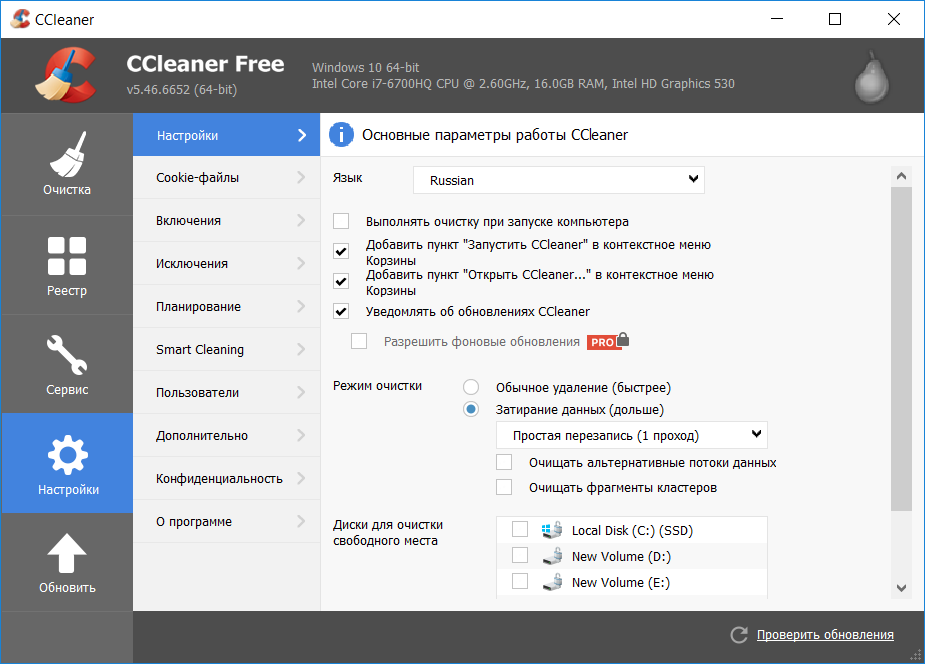 CCleaner
CCleaner Free
v5.46.6652 (64-bit)
Windows 10 64-bit
Intel Core i7-6700HQ CPU @ 2.60GHz, 16.0GB RAM, Intel HD Graphics 530
Очистка
Реестр
Сервис
Настройки
Обновить
Настройки
Cookie-файлы
Включения
Исключения
Планирование
Smart Cleaning
Пользователи
Дополнительно
Конфиденциальность
О программе
Основные параметры работы CCleaner
Язык
Russian
Выполнять очистку при запуске компьютера
Добавить пункт "Запустить CCleaner" в контекстное меню
Корзины
Добавить пункт "Открыть CCleaner..." в контекстное меню
Корзины
Уведомлять об обновлениях CCleaner
Разрешить фоновые обновления PRO
Режим очистки
Обычное удаление (быстрее)
Затирание данных (дольше)
Простая перезапись (1 проход)
Очищать альтернативные потоки данных
Очищать фрагменты кластеров
Диски для очистки
свободного места
Local Disk (C:) (SSD)
New Volume (D:)
New Volume (E:)
Проверить обновления